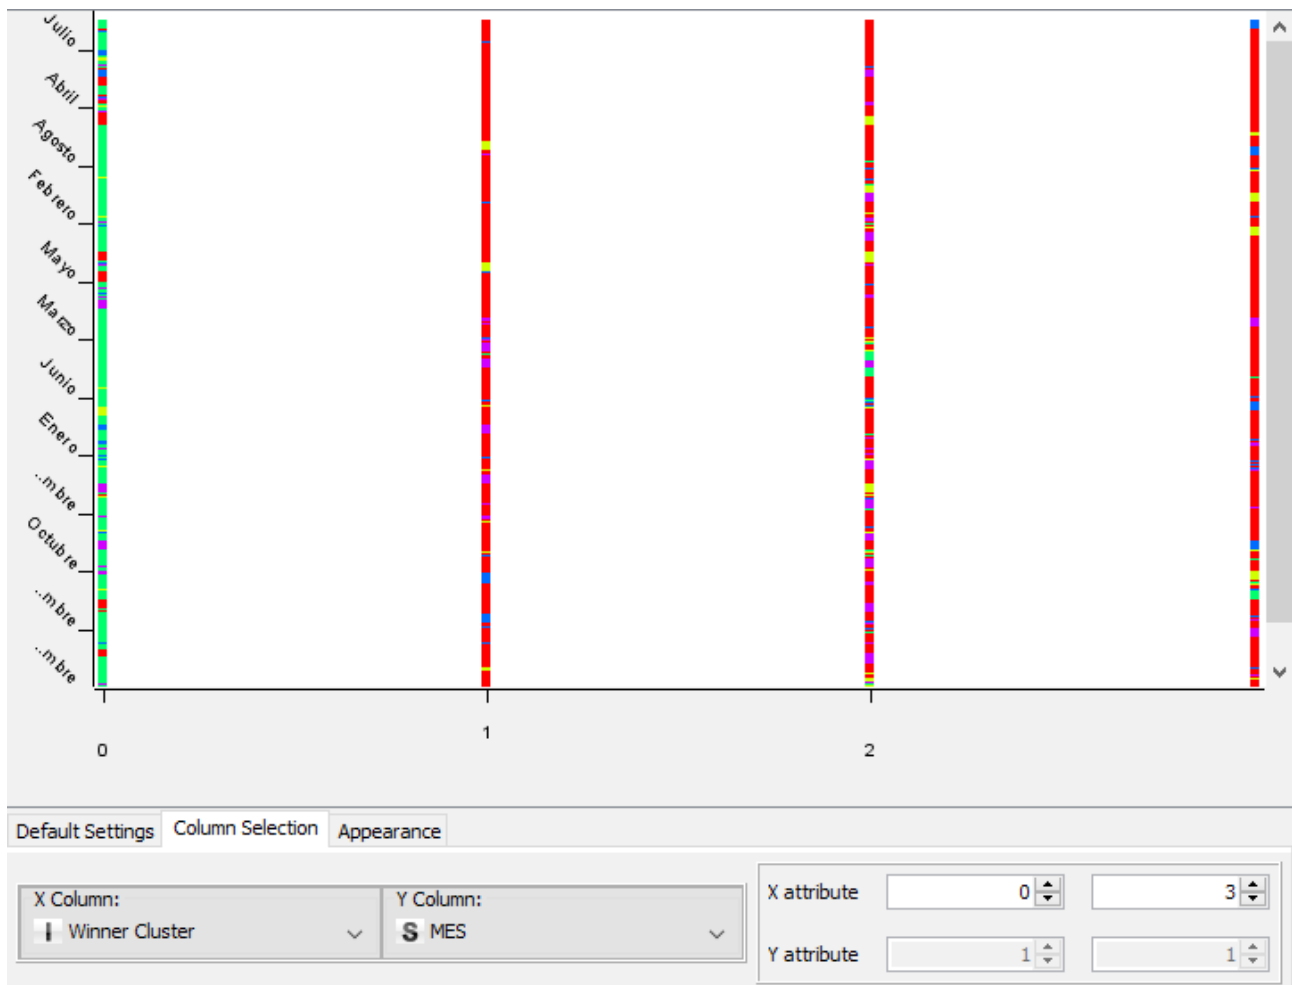 Julio
Abril
Agosto
Febrero
Mayo
Marzo
Junio
Enero
..mbre
Octubre
..mbre
..mbre
0
1
2
Default Settings
Column Selection
Appearance
X Column:
Winner Cluster
Y Column:
S MES
X attribute
0
3
Y attribute
1
1